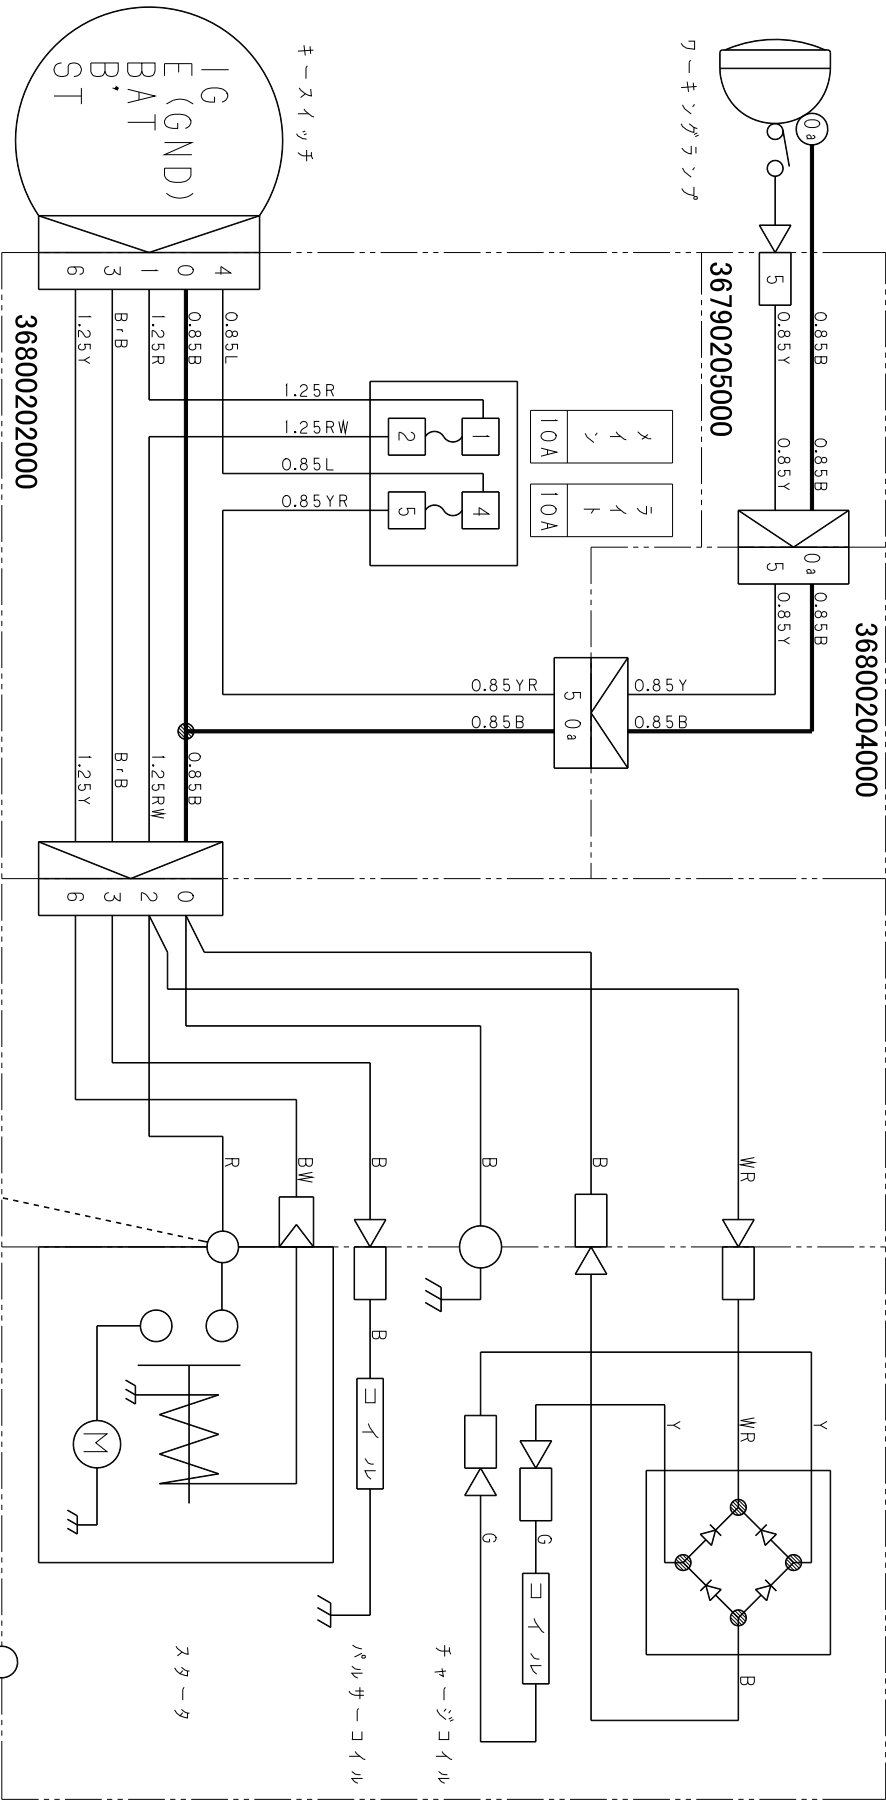 ワーキングランプ
キースイッチ
IG
E(GND)
BAT
B'
ST
0a
5
36790205000
4
0
1
3
6
36800202000
0.85B
0.85Y
0.85L
0.85B
1.25R
BrB
1.25Y
1.25R
1.25RW
0.85L
0.85YR
1
2
4
5
メイン
10A
ライト
10A
0.85B
0.85Y
0a
5
0.85B
0.85Y
36800204000
0.85YR
0.85B
5
0a
0.85Y
0.85B
0.85B
1.25RW
BrB
1.25Y
0
2
3
6
WR
B
B
B
BW
R
B
コイル
Y
WR
Y
M
G
G
コイル
B
チャージコイル
パルサーコイル
スタータ